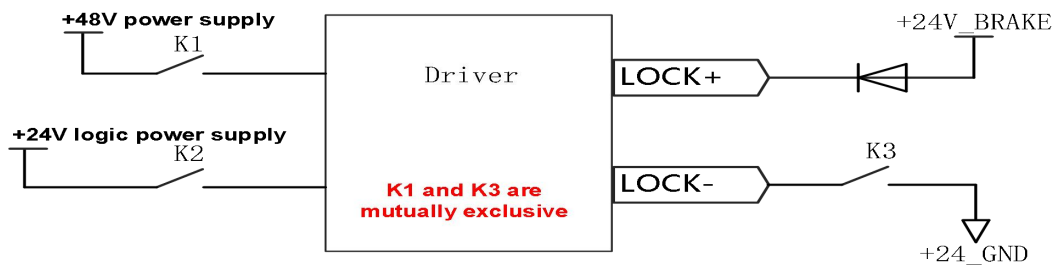 +48V power supply
K1
+24V_BRAKE
Driver
LOCK+
+24V logic power supply
K2
K3
K1 and K3 are
mutually exclusive
LOCK-
+24_GND